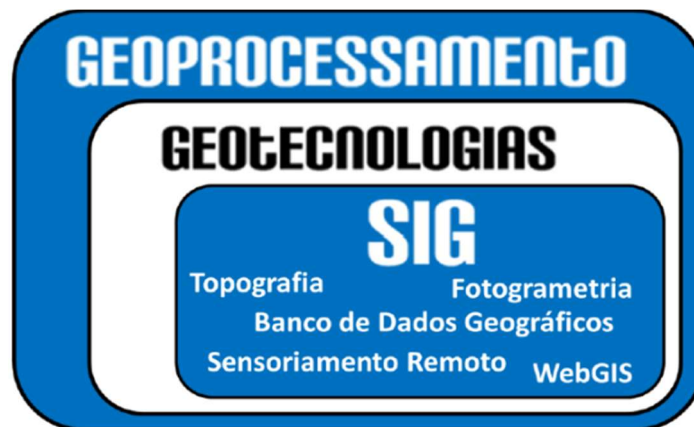 GEOPROCESSAMENTO
GEOTECNOLOGIAS
SIG
Topografia
Fotogrametria
Banco de Dados Geográficos
Sensoriamento Remoto
WebGIS